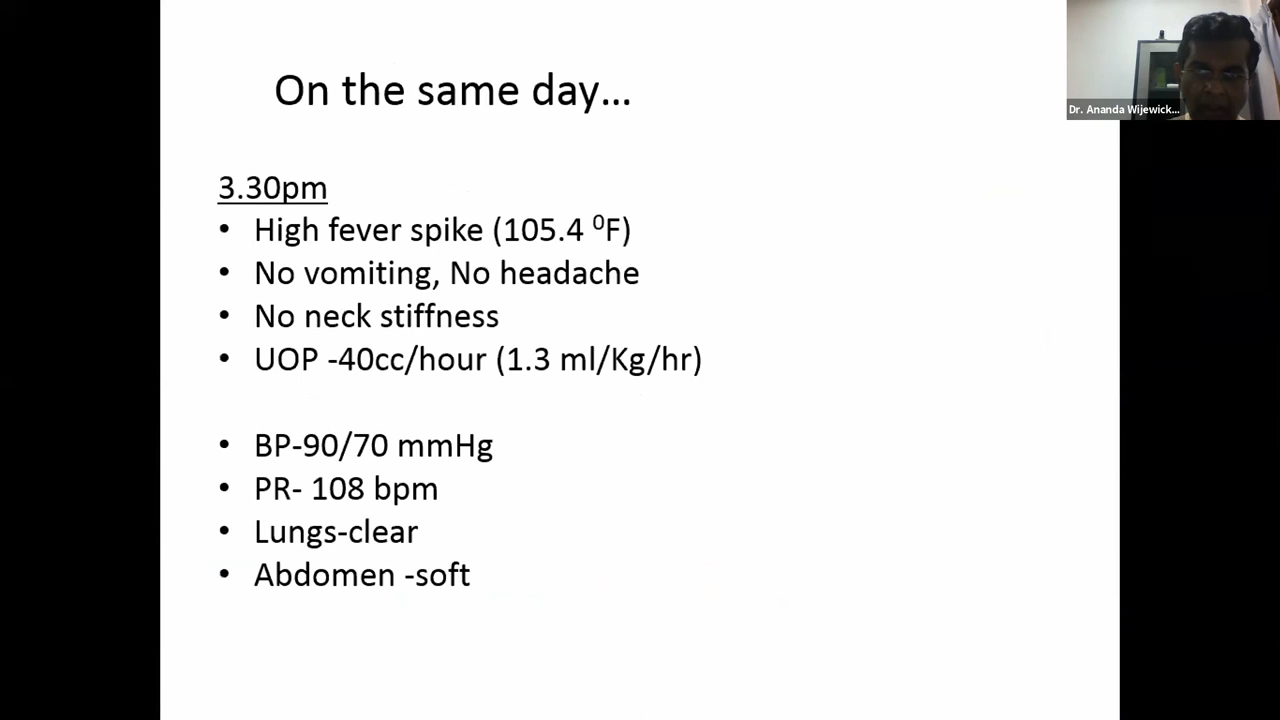 On the same day...
Dr. Ananda Wijewick...
3.30pm
• High fever spike (105.4 ⁰F)
• No vomiting, No headache
• No neck stiffness
• UOP -40cc/hour (1.3 ml/Kg/hr)
• BP-90/70 mmHg
• PR- 108 bpm
• Lungs-clear
• Abdomen -soft